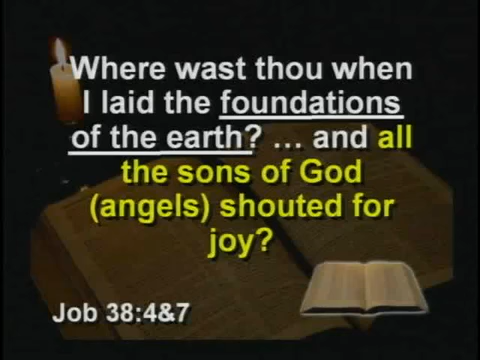 Where wast thou when
I laid the foundations
of the earth? … and all
the sons of God
(angels) shouted for
joy?
Job 38:4&7